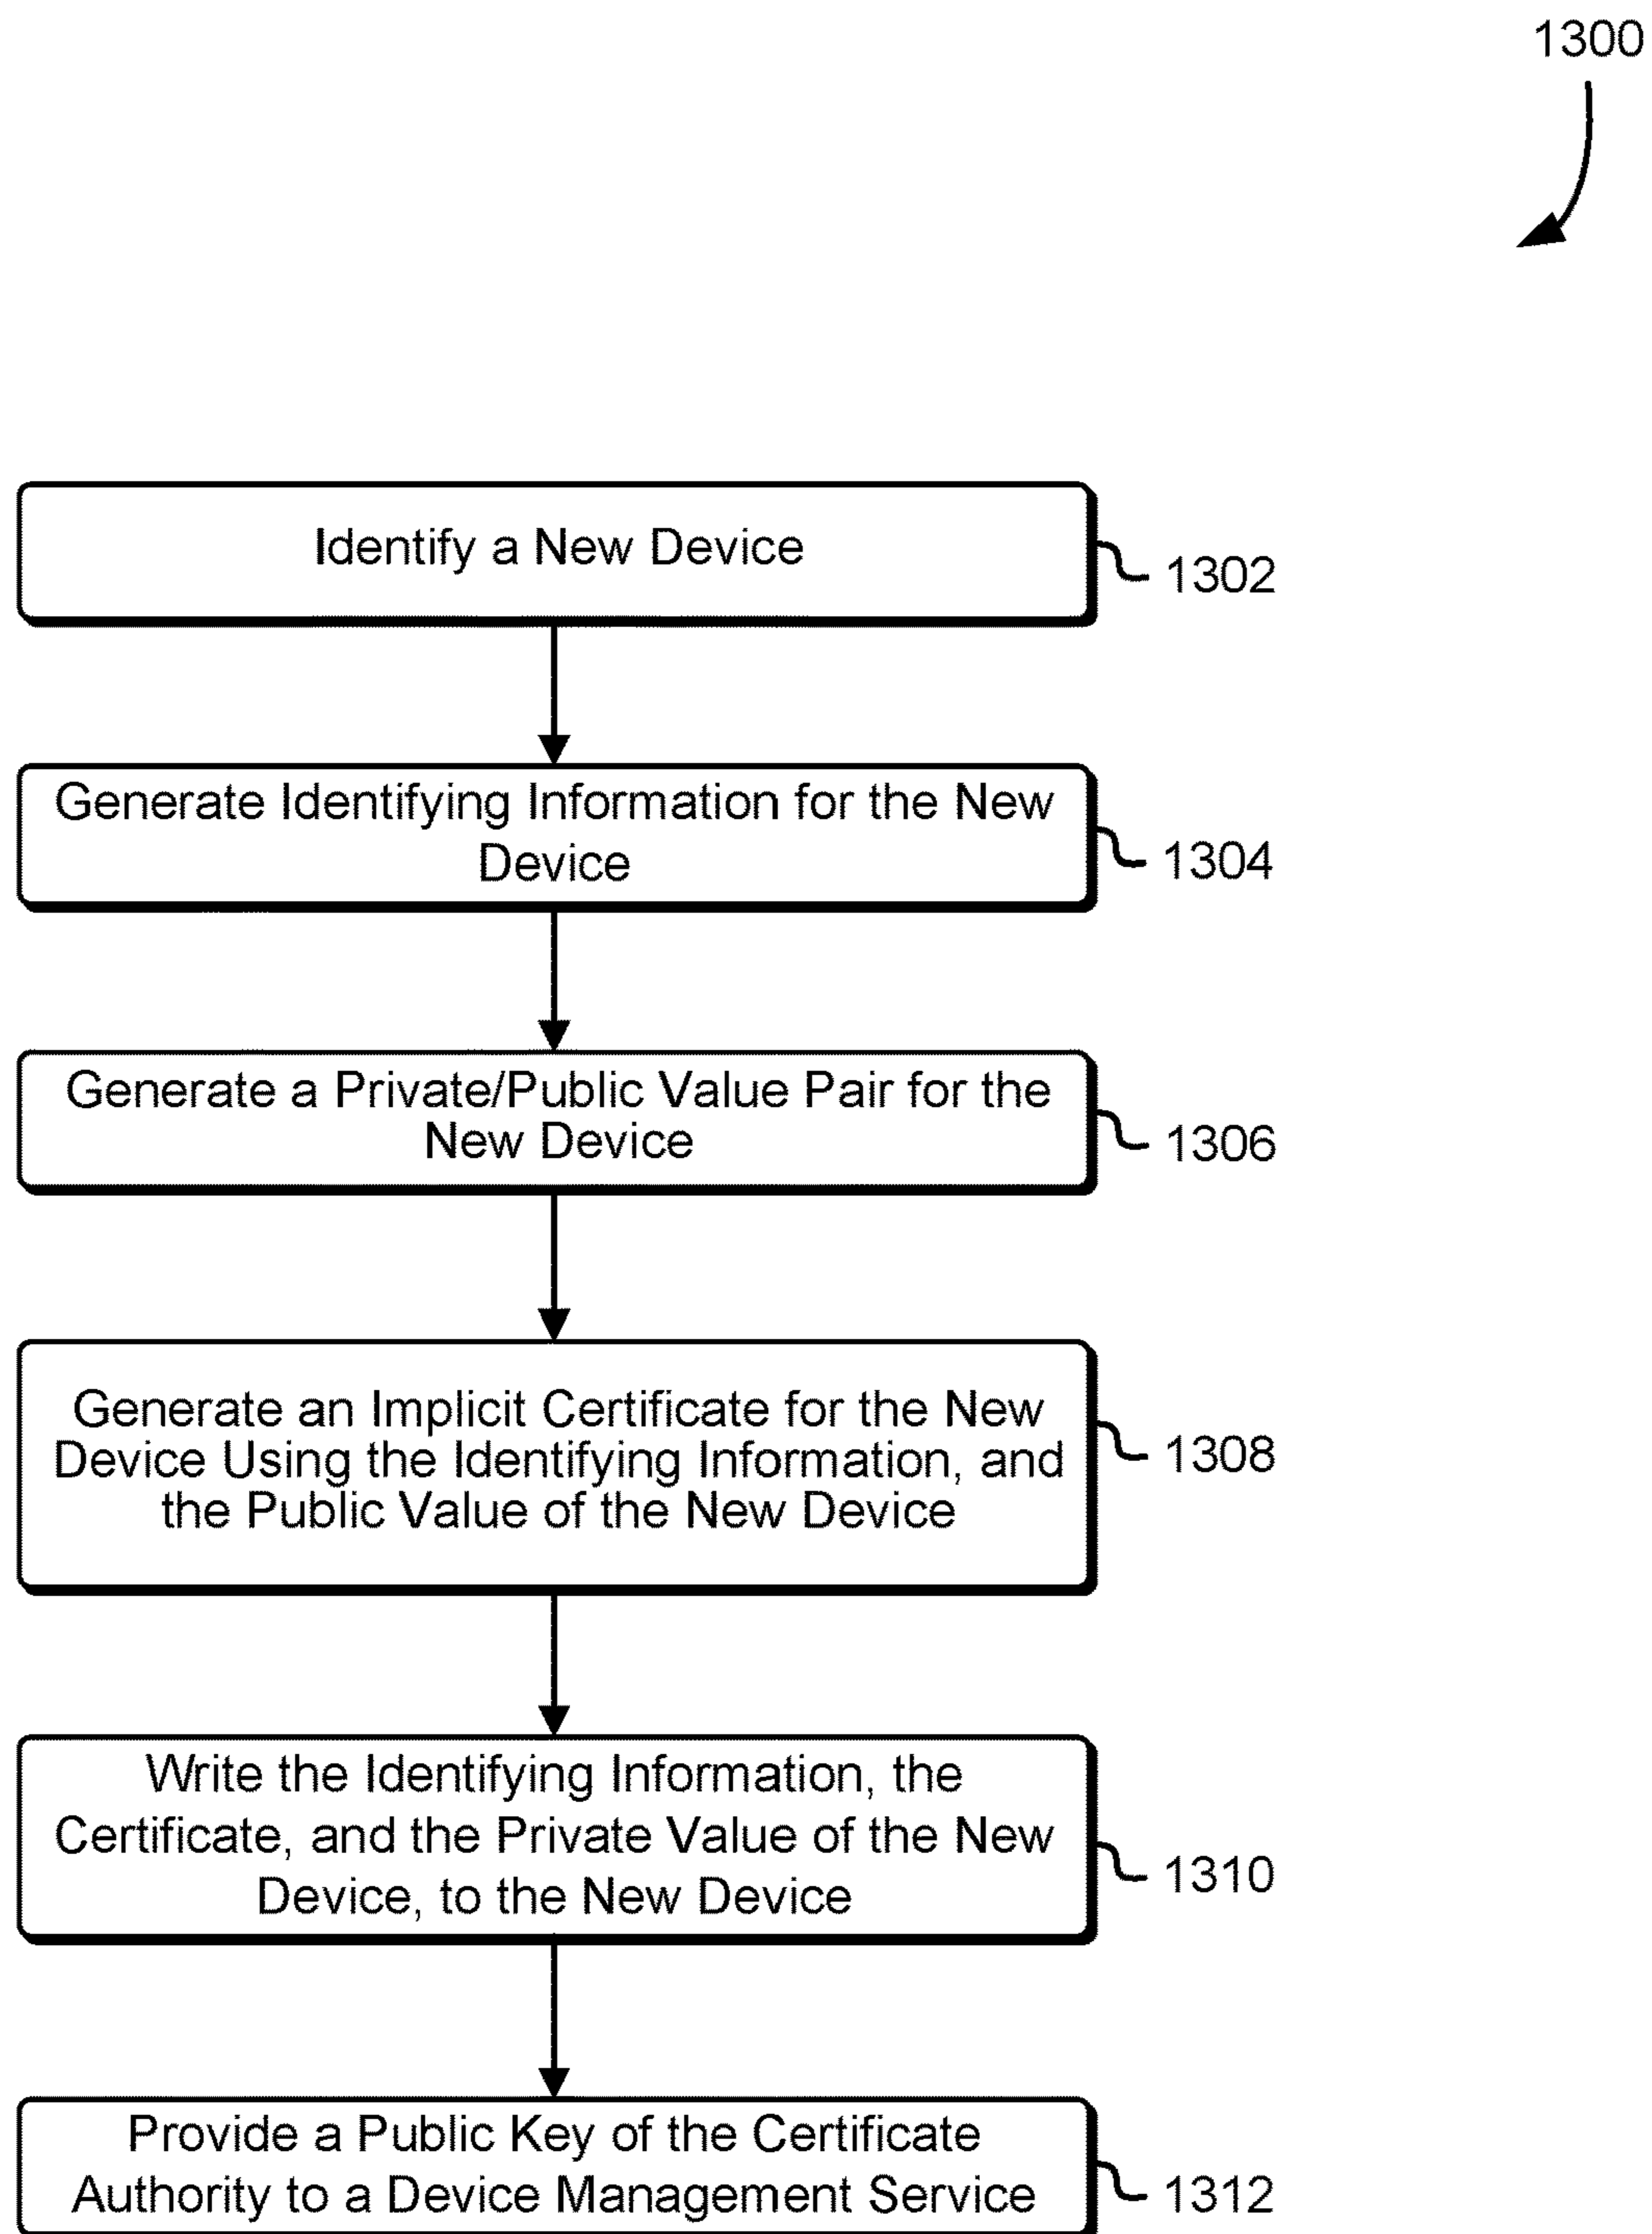 1300
Identify a New Device
1302
Generate Identifying Information for the New
Device
1304
Generate a Private/Public Value Pair for the
New Device
1306
Generate an Implicit Certificate for the New
Device Using the Identifying Information, and
the Public Value of the New Device
1308
Write the Identifying Information, the
Certificate, and the Private Value of the New
Device, to the New Device
1310
Provide a Public Key of the Certificate
Authority to a Device Management Service
1312